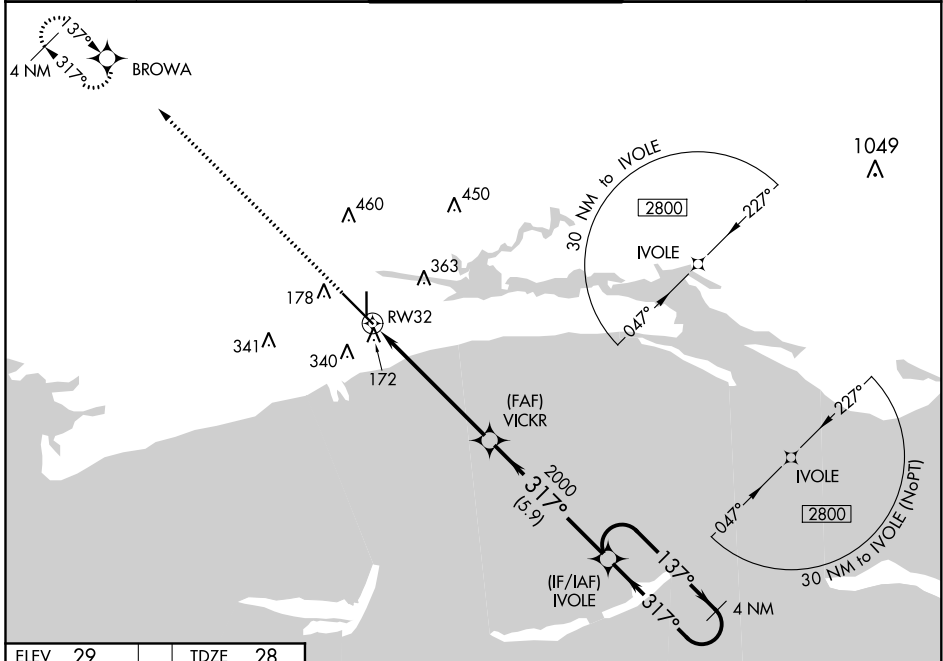 137°
317°
4 NM
BROWA
1049
30 NM to IVOLE
2800
227°
IVOLE
047°
460
450
363
178
RW32
341
340
172
(FAF)
VICKR
2000
317°
(5.9)
227°
IVOLE
047°
2800
30 NM to IVOLE (NoPT)
(IF/IAF)
IVOLE
137°
317°
4 NM
ELEV 29
TDZE 28